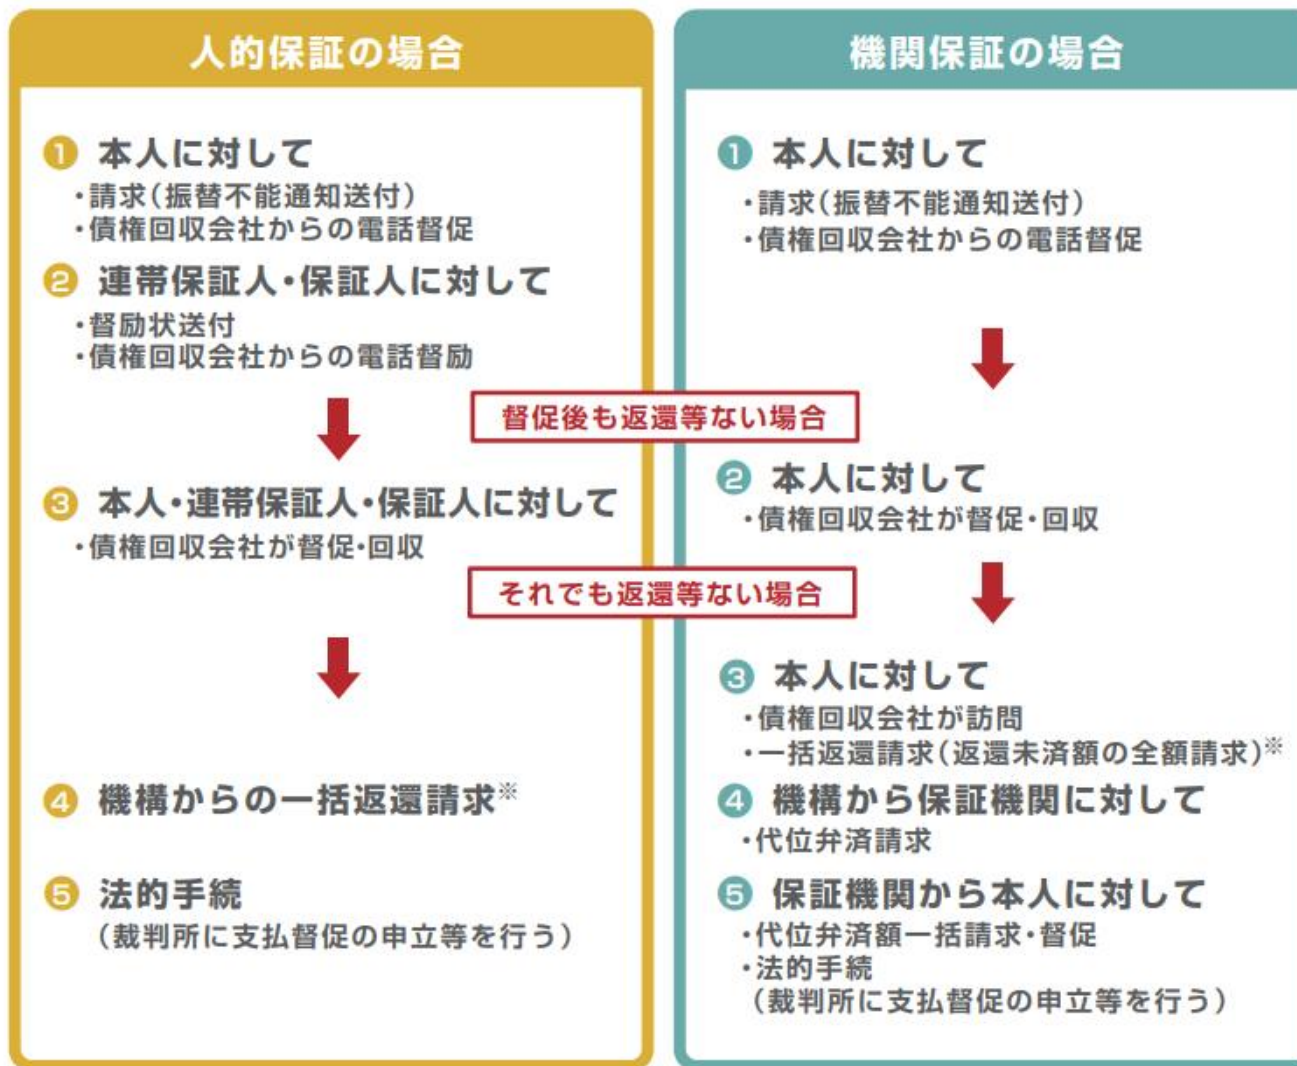 人的保証の場合
❶ 本人に対して
・請求(振替不能通知送付)
・債権回収会社からの電話督促
❷ 連帯保証人・保証人に対して
・督励状送付
・債権回収会社からの電話督励
督促後も返還等ない場合
❸ 本人・連帯保証人・保証人に対して
・債権回収会社が督促・回収
それでも返還等ない場合
❹ 機構からの一括返還請求※
❺ 法的手続
(裁判所に支払督促の申立等を行う)
機関保証の場合
❶ 本人に対して
・請求(振替不能通知送付)
・債権回収会社からの電話督促
❷ 本人に対して
・債権回収会社が督促・回収
❸ 本人に対して
・債権回収会社が訪問
・一括返還請求(返還未済額の全額請求)※
❹ 機構から保証機関に対して
・代位弁済請求
❺ 保証機関から本人に対して
・代位弁済額一括請求・督促
・法的手続
(裁判所に支払督促の申立等を行う)